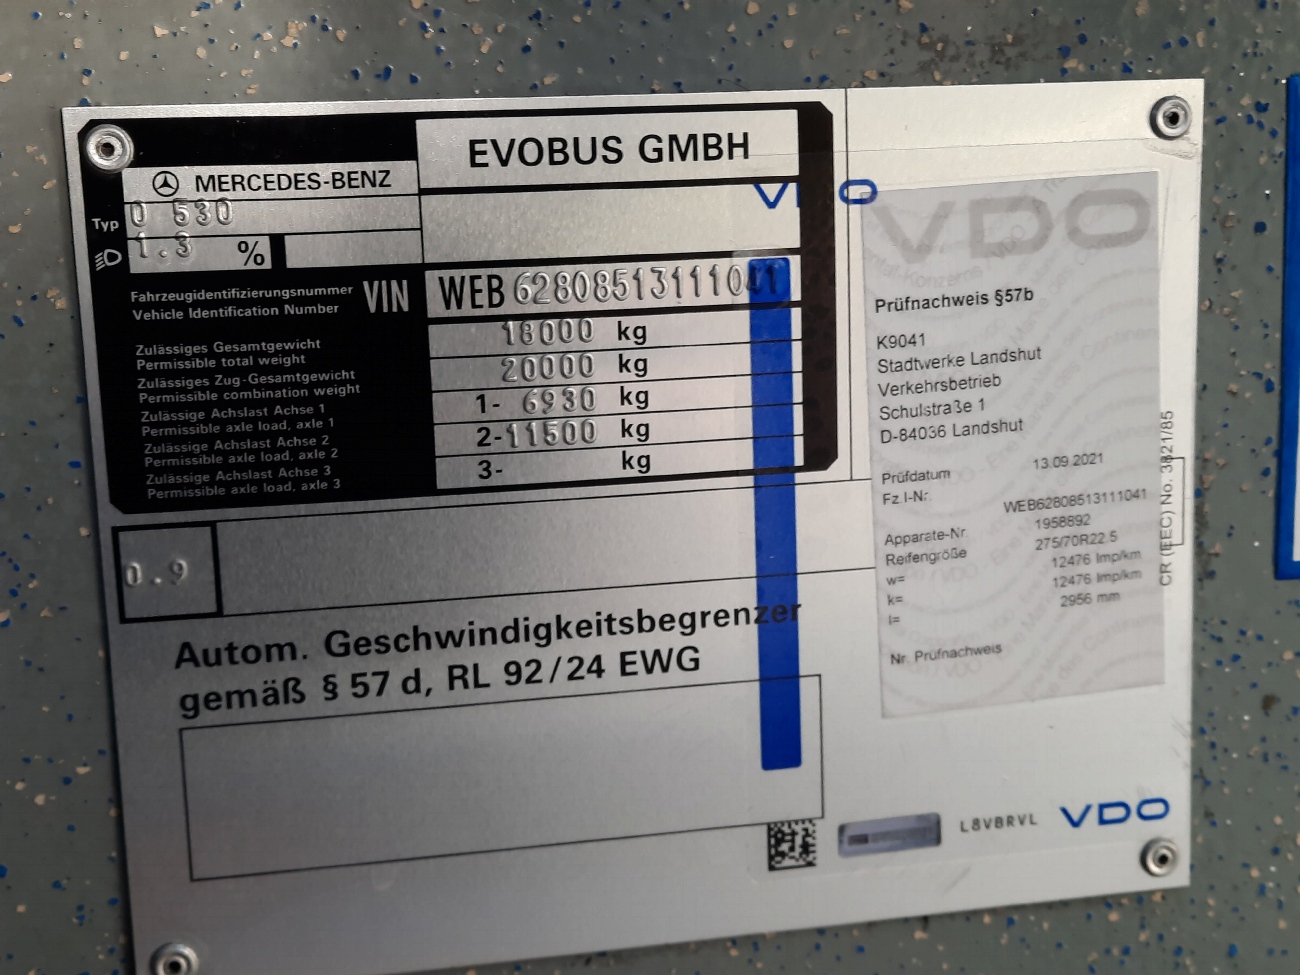 EVOBUS GMBH
MERCEDES-BENZ
Typ O 530
1.3 %
Fahrzeugidentifizierungsnummer
Vehicle Identification Number
VIN WEB62808513111041
Zulässiges Gesamtgewicht
Permissible total weight
18000 kg
Zulässiges Zug-Gesamtgewicht
Permissible combination weight
20000 kg
Zulässige Achslast Achse 1
Permissible axle load, axle 1
1- 6930 kg
Zulässige Achslast Achse 2
Permissible axle load, axle 2
2-11500 kg
Zulässige Achslast Achse 3
Permissible axle load, axle 3
3- kg
0.9
Autom. Geschwindigkeitsbegrenzer
gemäß § 57 d, RL 92/24 EWG
VDO
VDO
Prüfnachweis §57b
K9041
Stadtwerke Landshut
Verkehrsbetrieb
Schulstraße 1
D-84036 Landshut
Prüfdatum 13.09.2021
Fz.I-Nr. WEB62808513111041
Apparate-Nr. 1958892
Reifengröße 275/70R22.5
w= 12476 Imp/km
k= 12476 Imp/km
l= 2956 mm
Nr. Prüfnachweis
CR (EEC) No. 3821/85
L8VBRVL
VDO